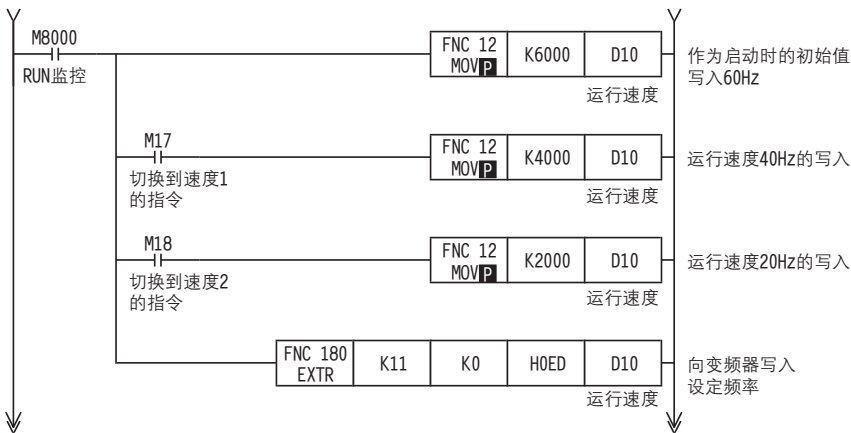 M8000
RUN监控
FNC 12
MOVP
K6000
D10
运行速度
作为启动时的初始值
写入60Hz
M17
切换到速度1
的指令
FNC 12
MOVP
K4000
D10
运行速度
运行速度40Hz的写入
M18
切换到速度2
的指令
FNC 12
MOVP
K2000
D10
运行速度
运行速度20Hz的写入
FNC 180
EXTR
K11
K0
H0ED
D10
运行速度
向变频器写入
设定频率